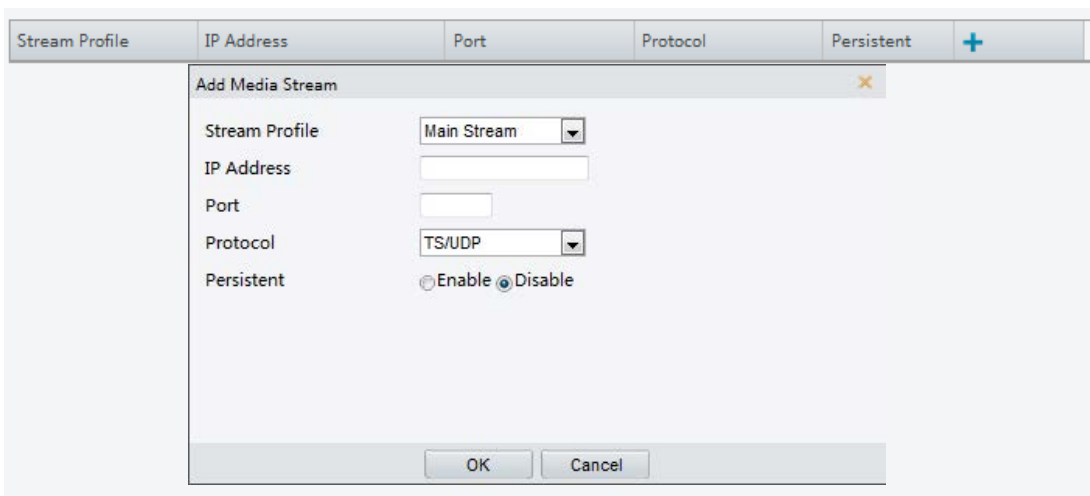 Stream Profile IP Address Port Protocol Persistent +
Add Media Stream ×
Stream Profile Main Stream
IP Address
Port
Protocol TS/UDP
Persistent Enable Disable
OK Cancel